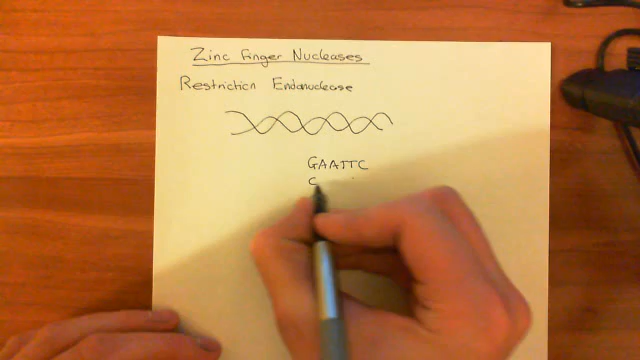 Zinc Finger Nucleases
Restriction Endonuclease
GAATTC
C